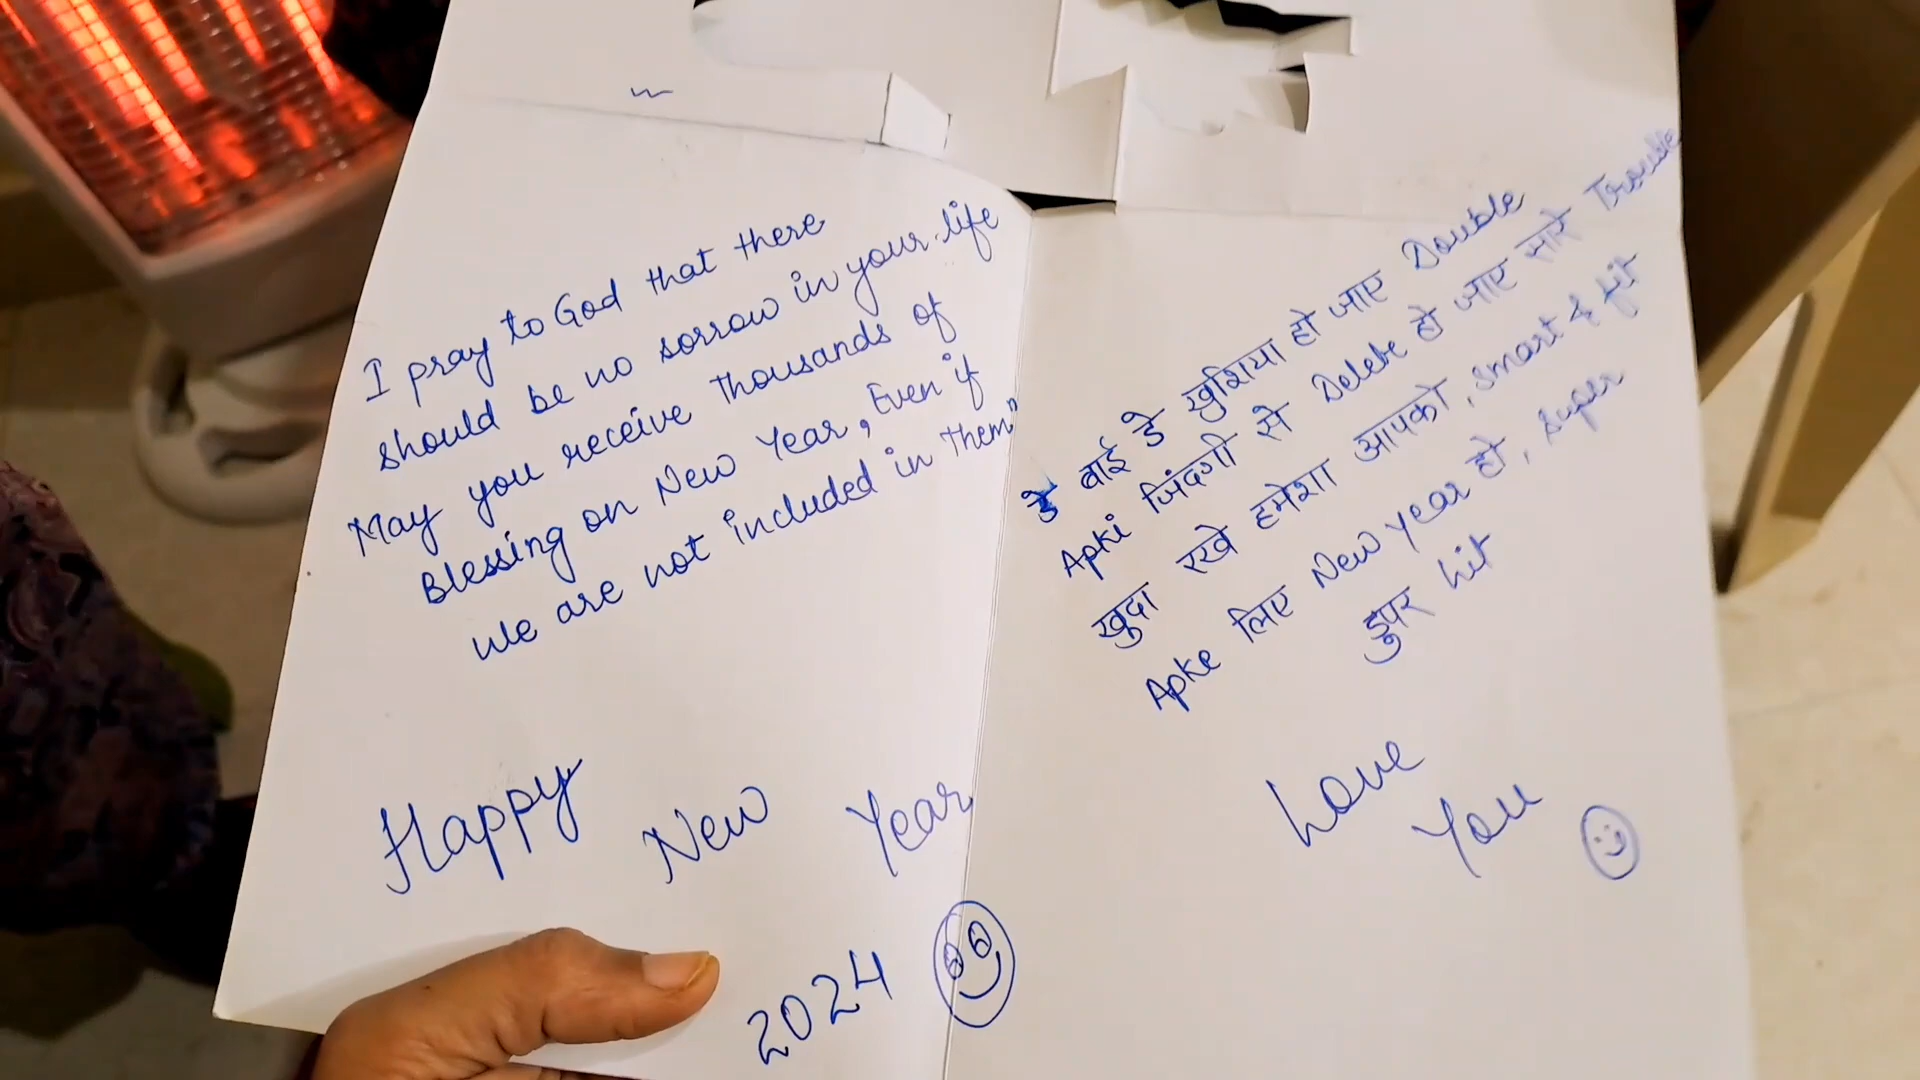 I pray to God that there
should be no sorrow in your life
May you receive thousands of
Blessing on New Year, Even if
we are not included in them"
Happy New Year
2024
डे बाई डे खुशिया हो जाए Double
Apki जिंदगी से Delete हो जाए सारे Trouble
खुदा रखे हमेशा आपको, smart & fit
Apke लिए New year हो, super
डुपर hit
Love
You